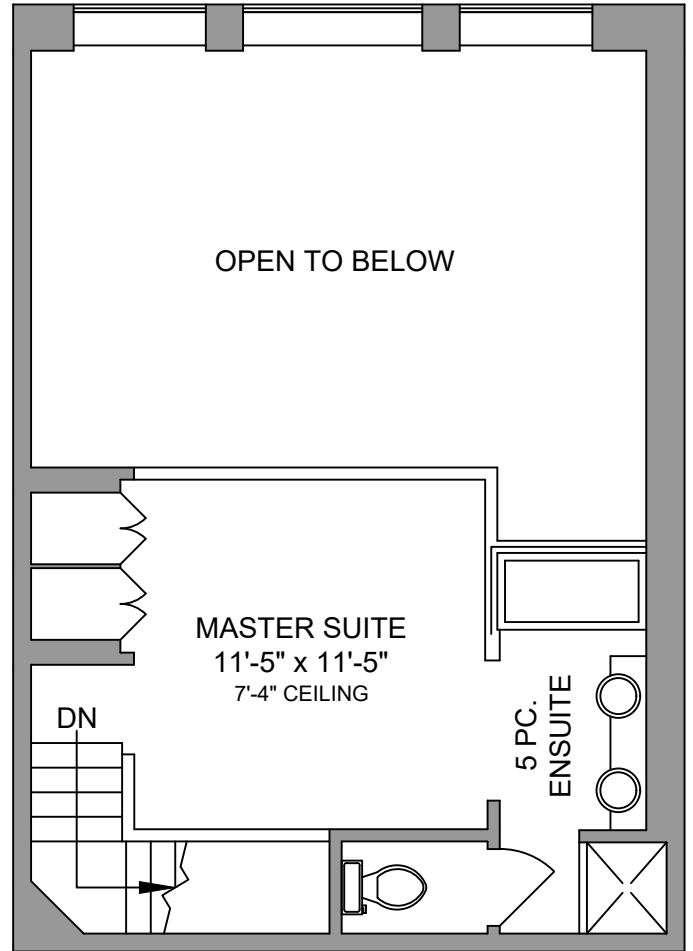 OPEN TO BELOW
MASTER SUITE
11'-5" x 11'-5"
7'-4" CEILING
DN
5 PC.
ENSUITE